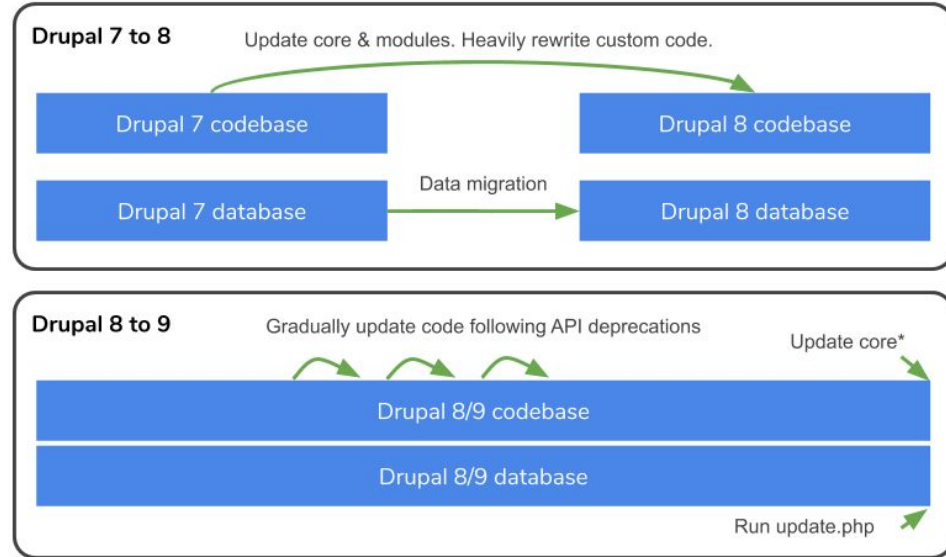 Drupal 7 to 8
Update core & modules. Heavily rewrite custom code.
Drupal 7 codebase
Drupal 8 codebase
Data migration
Drupal 7 database
Drupal 8 database
Drupal 8 to 9
Gradually update code following API deprecations
Update core*
Drupal 8/9 codebase
Drupal 8/9 database
Run update.php